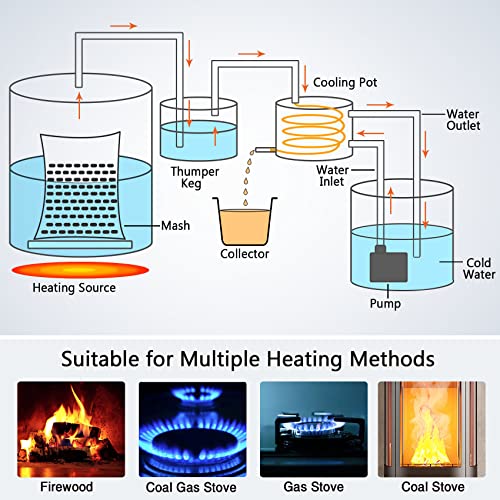 Cooling Pot
Water
Outlet
Thumper
Keg
Water
Inlet
Mash
Collector
Cold
Water
Heating Source
Pump
Suitable for Multiple Heating Methods
Firewood
Coal Gas Stove
Gas Stove
Coal Stove